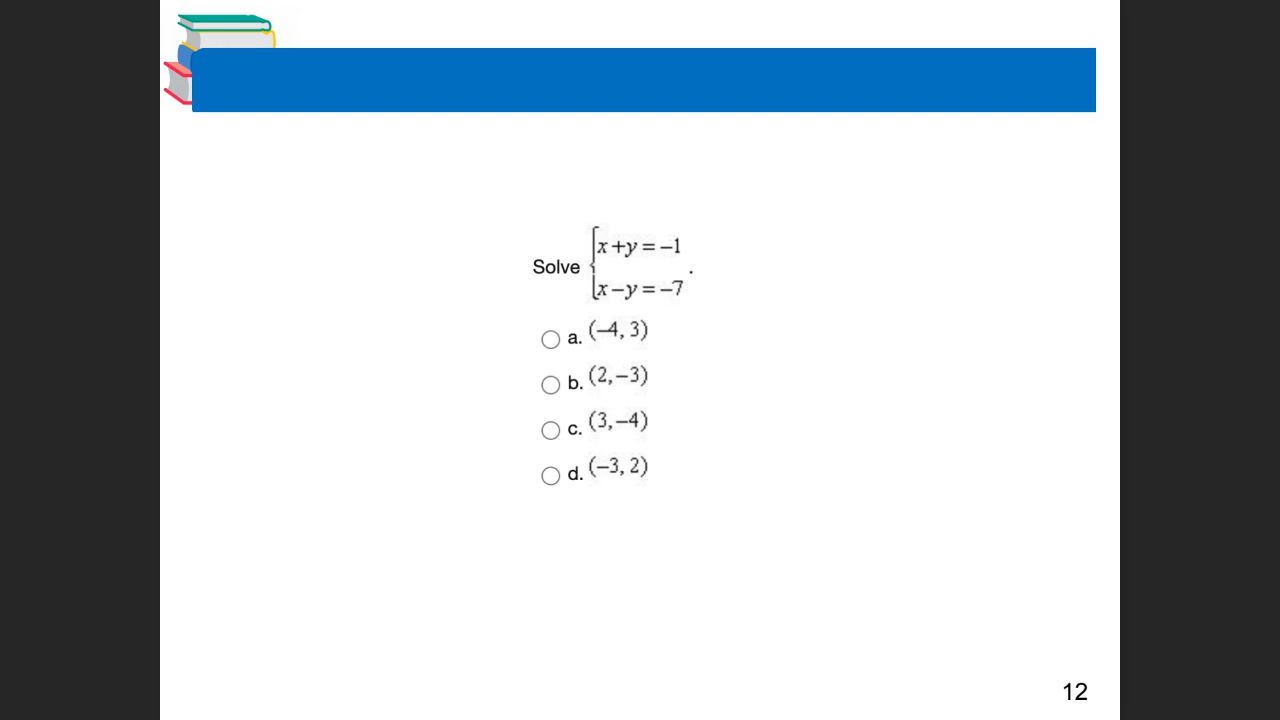 x+y=−1
Solve
x−y=−7.
a. (−4, 3)
b. (2,−3)
c. (3,−4)
d. (−3, 2)
12